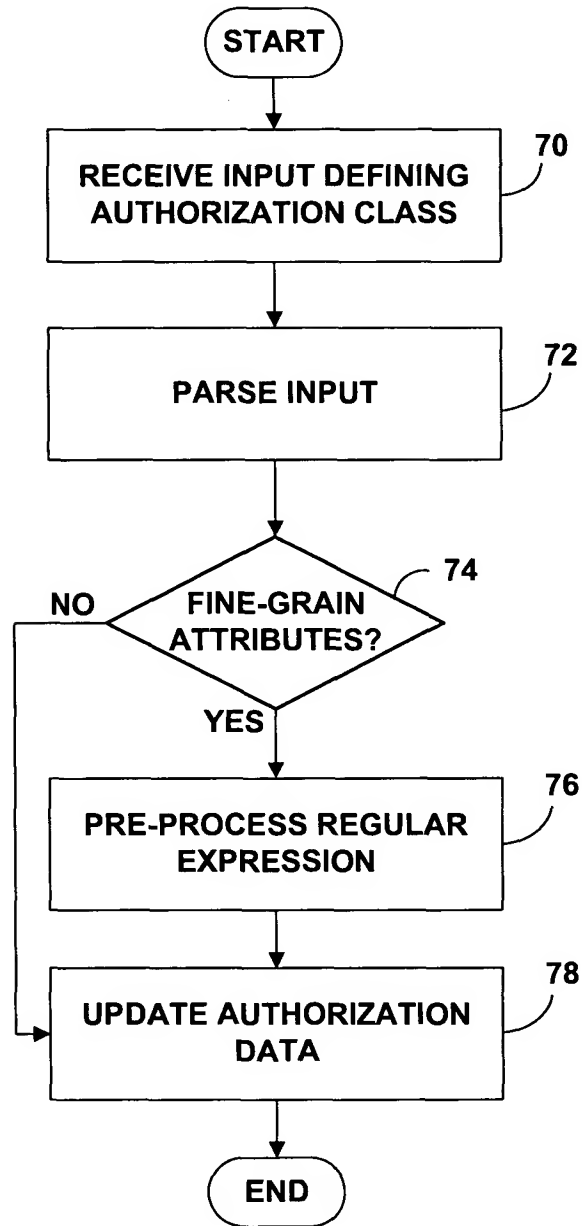 START
RECEIVE INPUT DEFINING
AUTHORIZATION CLASS
70
PARSE INPUT
72
FINE-GRAIN
ATTRIBUTES?
74
NO
YES
PRE-PROCESS REGULAR
EXPRESSION
76
UPDATE AUTHORIZATION
DATA
78
END